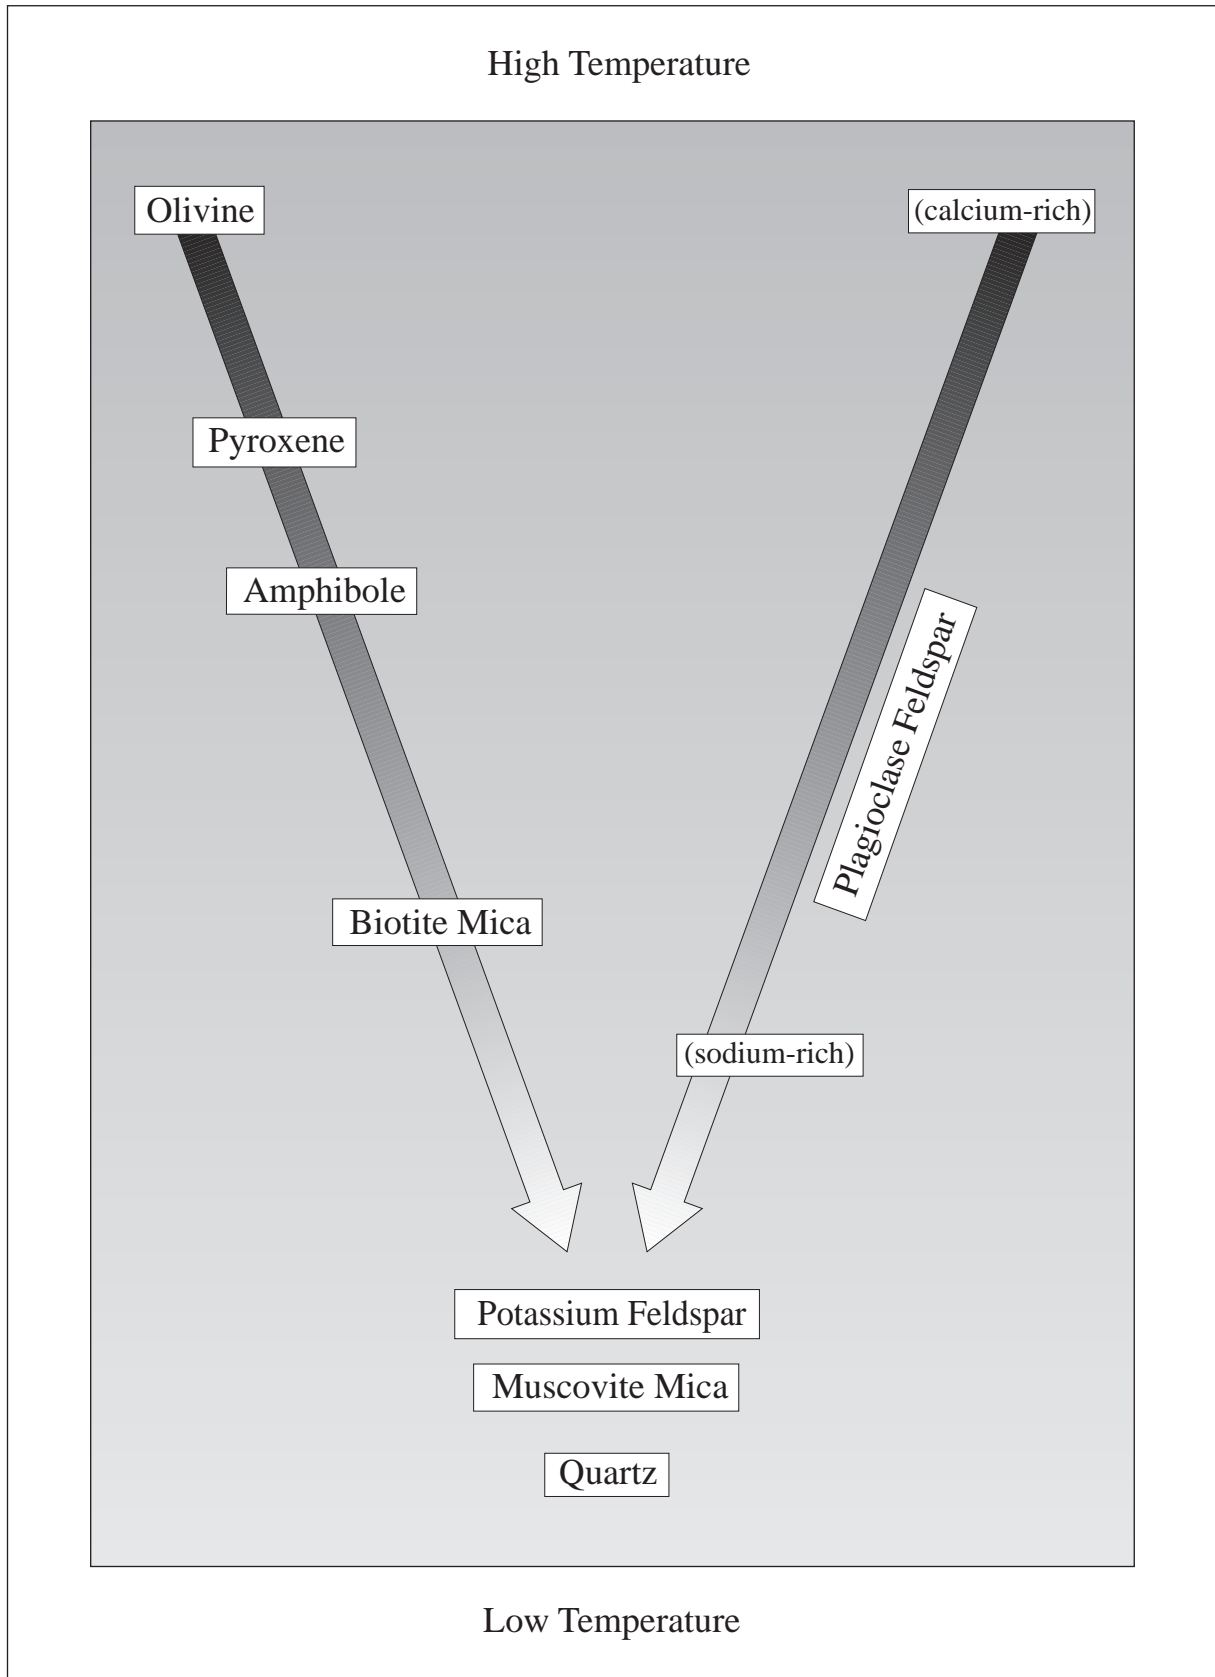 High Temperature
Olivine
(calcium-rich)
Pyroxene
Amphibole
Plagioclase Feldspar
Biotite Mica
(sodium-rich)
Potassium Feldspar
Muscovite Mica
Quartz
Low Temperature